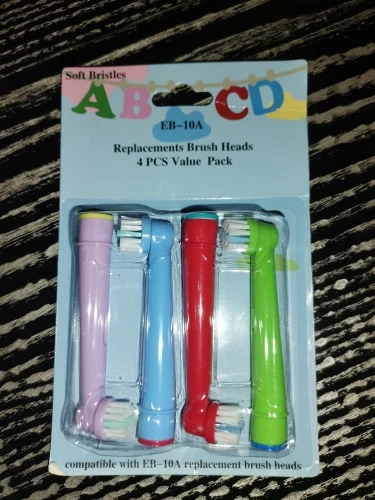 Soft Bristles
ABCD
EB-10A
Replacements Brush Heads
4 PCS Value Pack
compatible with EB-10A replacement brush heads